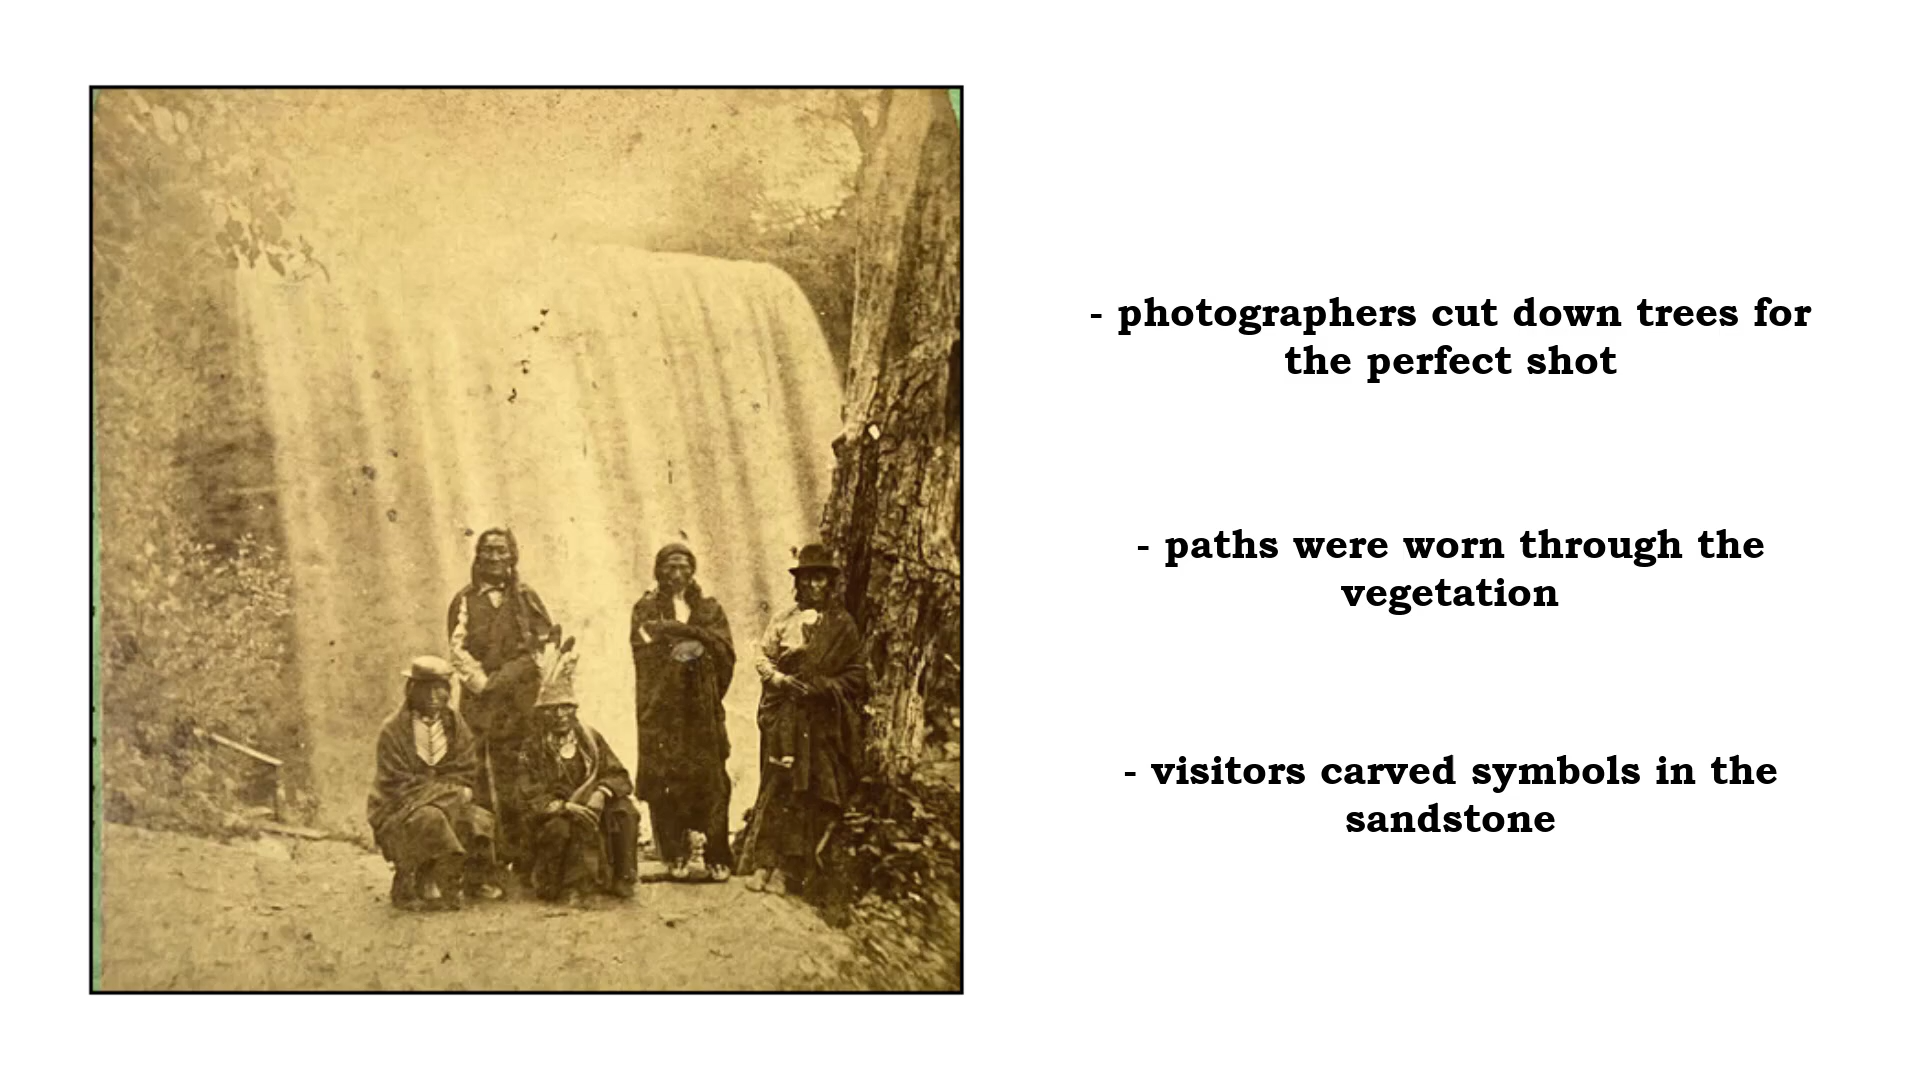 - photographers cut down trees for
the perfect shot
- paths were worn through the
vegetation
- visitors carved symbols in the
sandstone